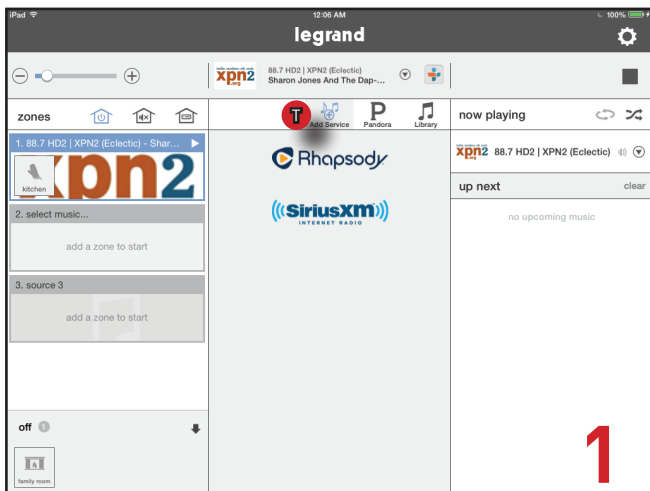 iPad
12:06 AM
100%
legrand
xpn2
.org
88.7 HD2 | XPN2 (Eclectic)
Sharon Jones And The Dap-...
zones
T
Add Service
Pandora
Library
now playing
1. 88.7 HD2 | XPN2 (Eclectic) - Shar...
xpn2
kitchen
Rhapsody
xpn2
88.7 HD2 | XPN2 (Eclectic)
up next
clear
2. select music...
add a zone to start
((SiriusXM))
INTERNET RADIO
no upcoming music
3. source 3
add a zone to start
off 1
family room
1